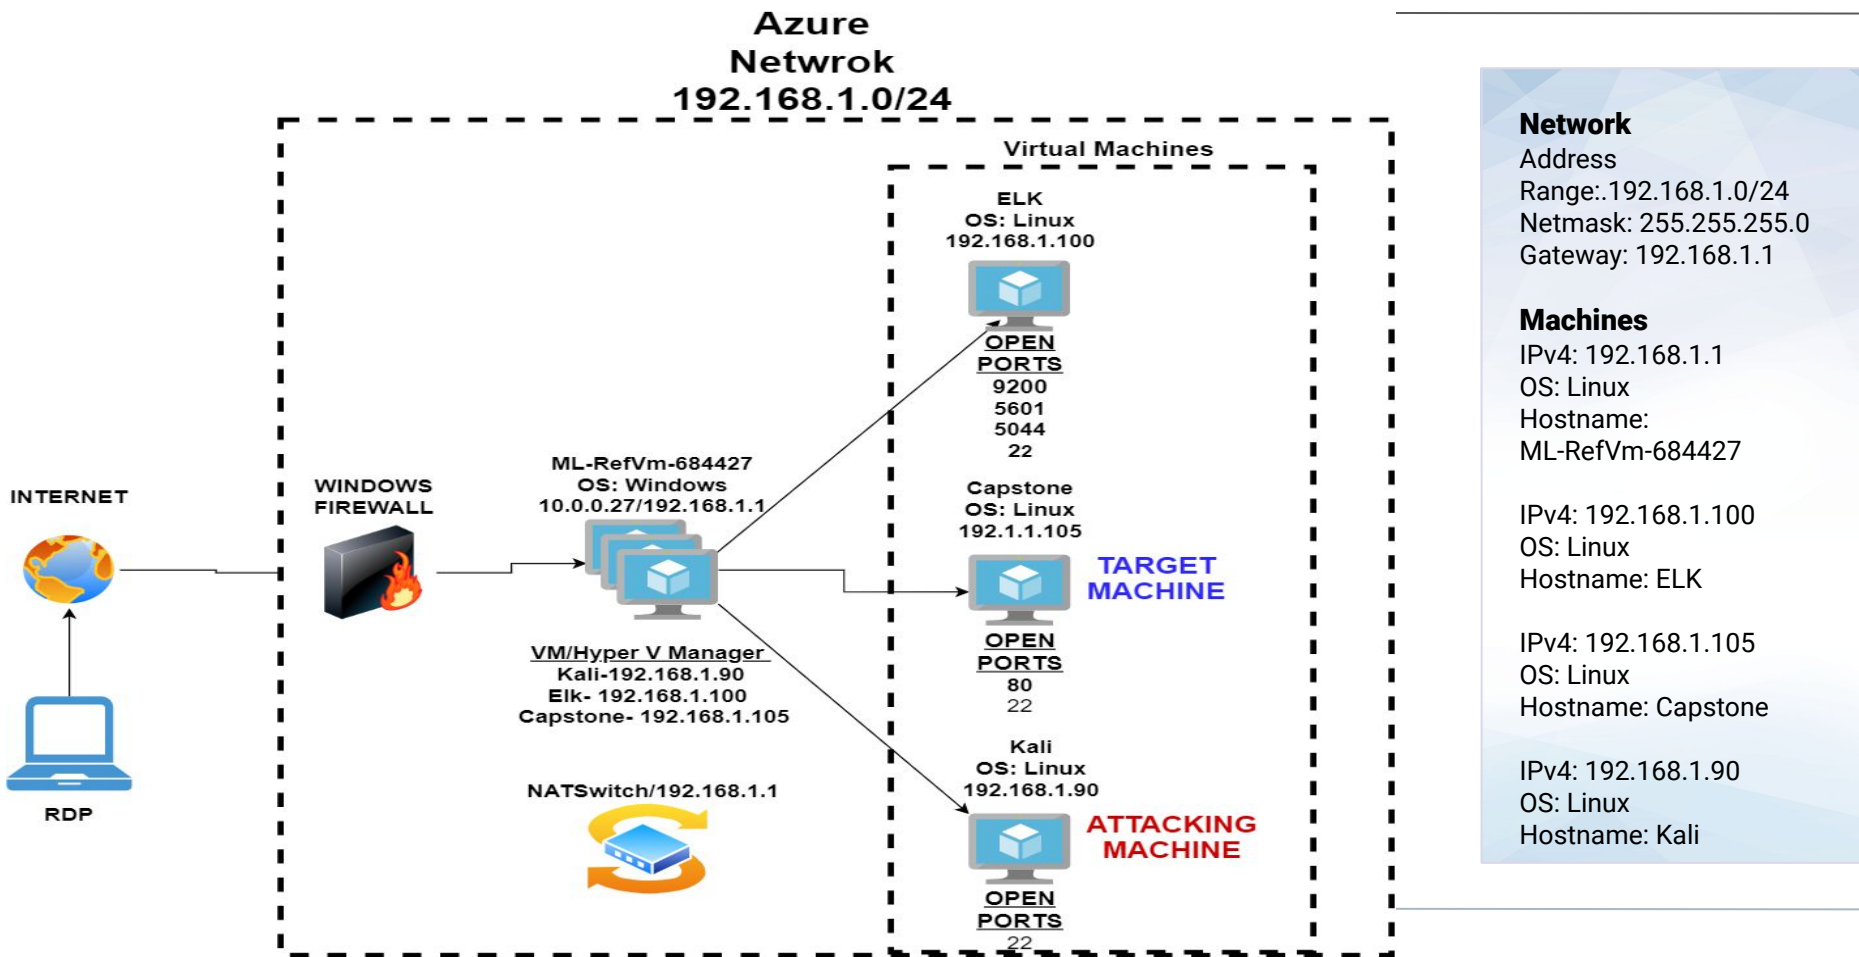 Azure
Netwrok
192.168.1.0/24
Virtual Machines
ELK
OS: Linux
192.168.1.100
OPEN
PORTS
9200
5601
5044
22
INTERNET
WINDOWS
FIREWALL
ML-RefVm-684427
OS: Windows
10.0.0.27/192.168.1.1
Capstone
OS: Linux
192.1.1.105
TARGET
MACHINE
OPEN
PORTS
80
22
VM/Hyper V Manager
Kali-192.168.1.90
Elk- 192.168.1.100
Capstone- 192.168.1.105
RDP
NATSwitch/192.168.1.1
Kali
OS: Linux
192.168.1.90
ATTACKING
MACHINE
OPEN
PORTS
22
Network
Address
Range:.192.168.1.0/24
Netmask: 255.255.255.0
Gateway: 192.168.1.1
Machines
IPv4: 192.168.1.1
OS: Linux
Hostname:
ML-RefVm-684427
IPv4: 192.168.1.100
OS: Linux
Hostname: ELK
IPv4: 192.168.1.105
OS: Linux
Hostname: Capstone
IPv4: 192.168.1.90
OS: Linux
Hostname: Kali